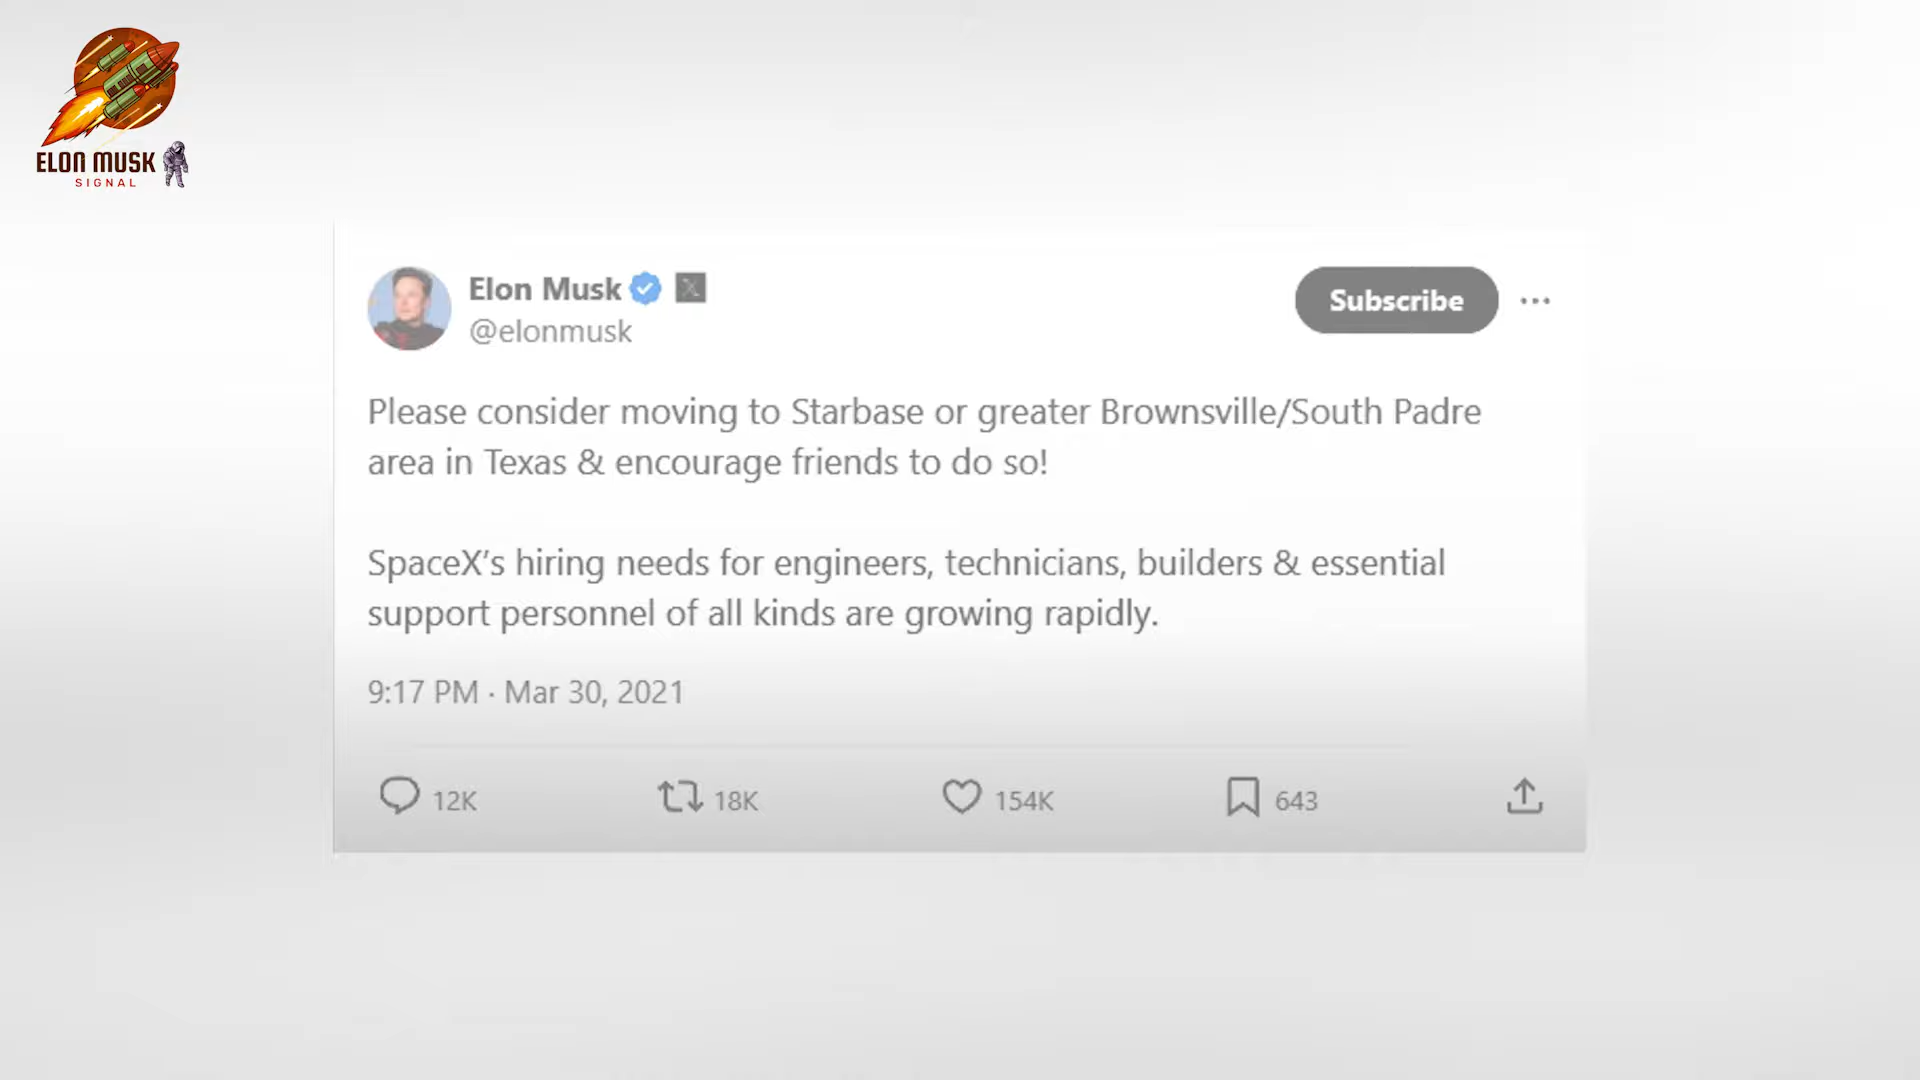 ELON MUSK
SIGNAL
Elon Musk
@elonmusk
Subscribe
Please consider moving to Starbase or greater Brownsville/South Padre
area in Texas & encourage friends to do so!
SpaceX’s hiring needs for engineers, technicians, builders & essential
support personnel of all kinds are growing rapidly.
9:17 PM · Mar 30, 2021
12K 18K 154K 643